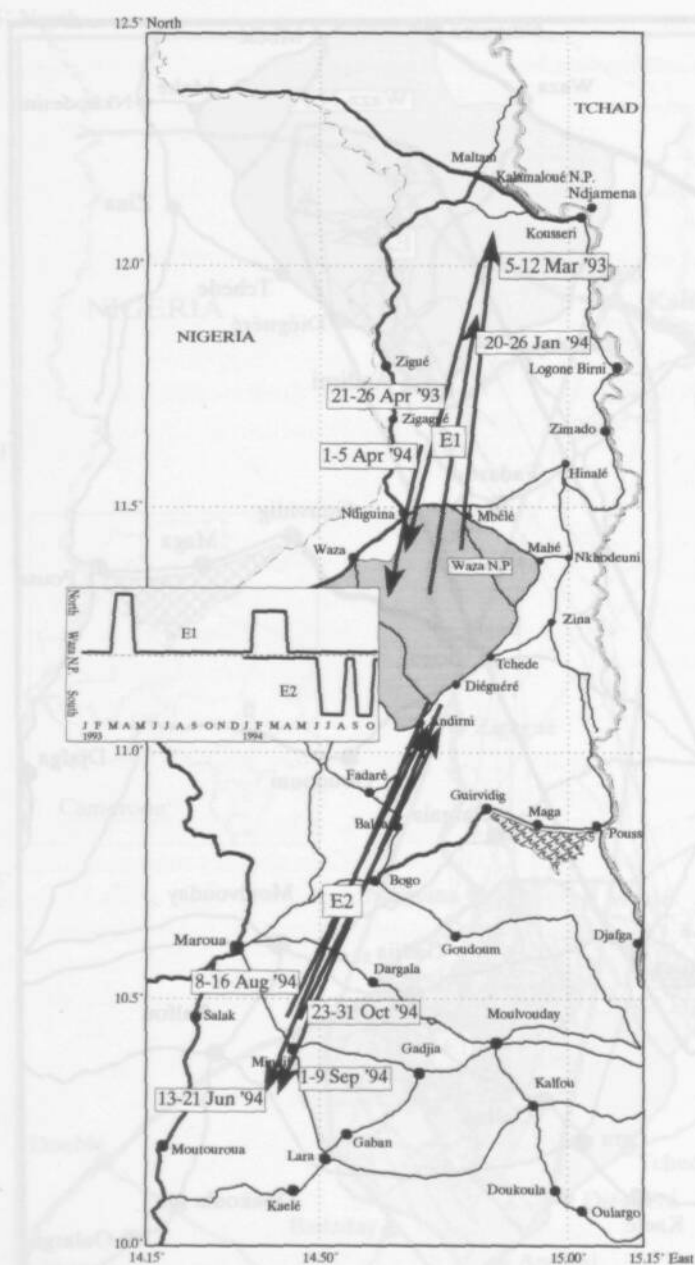 12.5 North
TCHAD
Maltam
Kalamaloué N.P.
Ndjamena
Kousseri
12.0
5-12 Mar '93
NIGERIA
20-26 Jan '94
Zigué
Logone Birni
21-26 Apr '93
Zigagué
Zimado
E1
1-5 Apr '94
Hinalé
11.5
Ndiguina
Mbélé
Waza
Mahé
Nkhodeuni
Waza N.P
North
Waza N.P.
South
E1
E2
J F M A M J J A S O N D J F M A M J J A S O
1993 1994
Zina
Tchede
Diéguéré
Andirni
11.0
Fadaré
Guirvidig
Maga
Pouss
Bogo
E2
Maroua
Goudoum
Djafga
8-16 Aug '94
Dargala
10.5
Salak
23-31 Oct '94
Moulvouday
Gadjia
1-9 Sep '94
13-21 Jun '94
Kalfou
Moutouroua
Gaban
Lara
Kaelé
Doukoula
Oulargo
10.0
14.15
14.50
15.00
15.15 East